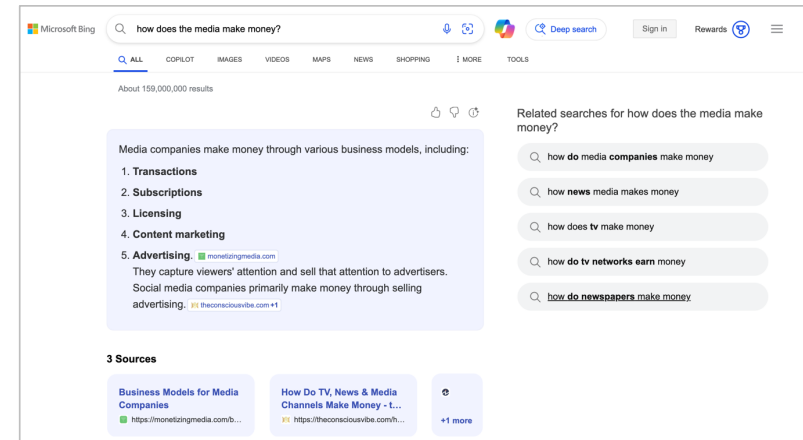 Microsoft Bing
how does the media make money?
Deep search
Sign in
Rewards
ALL COPILOT IMAGES VIDEOS MAPS NEWS SHOPPING MORE TOOLS
About 159,000,000 results
Media companies make money through various business models, including:
1. Transactions
2. Subscriptions
3. Licensing
4. Content marketing
5. Advertising. monetizingmedia.com
They capture viewers' attention and sell that attention to advertisers.
Social media companies primarily make money through selling
advertising. theconsciousvibe.com +1
3 Sources
Business Models for Media
Companies
https://monetizingmedia.com/b...
How Do TV, News & Media
Channels Make Money - t...
https://theconsciousvibe.com/h...
+1 more
Related searches for how does the media make
money?
how do media companies make money
how news media makes money
how does tv make money
how do tv networks earn money
how do newspapers make money